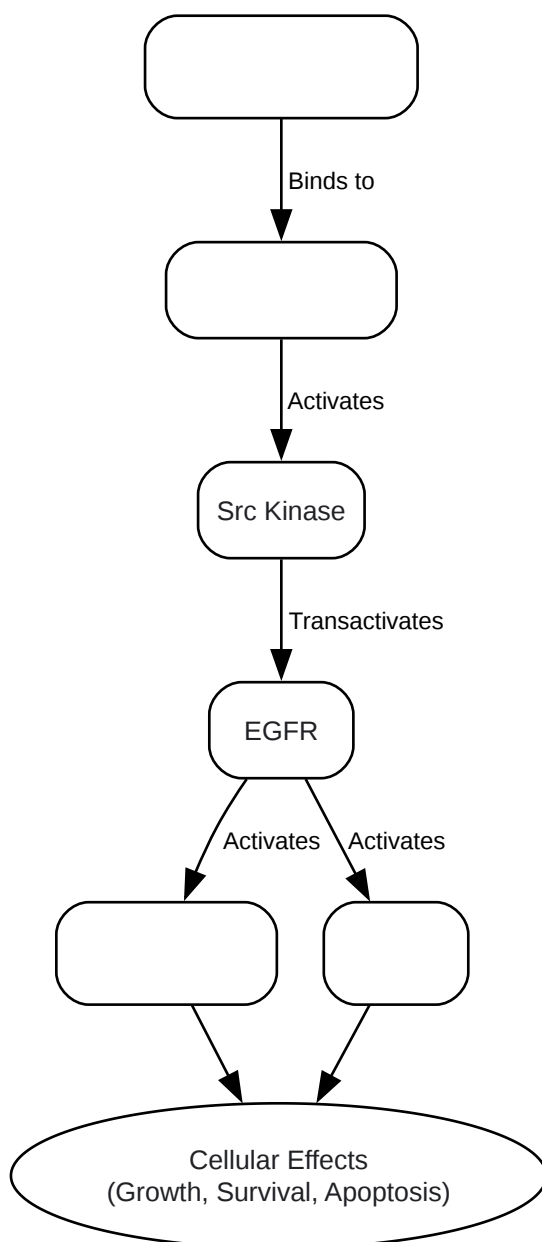 Binds to
Activates
Src Kinase
Transactivates
EGFR
Activates
Activates
Cellular Effects
(Growth, Survival, Apoptosis)